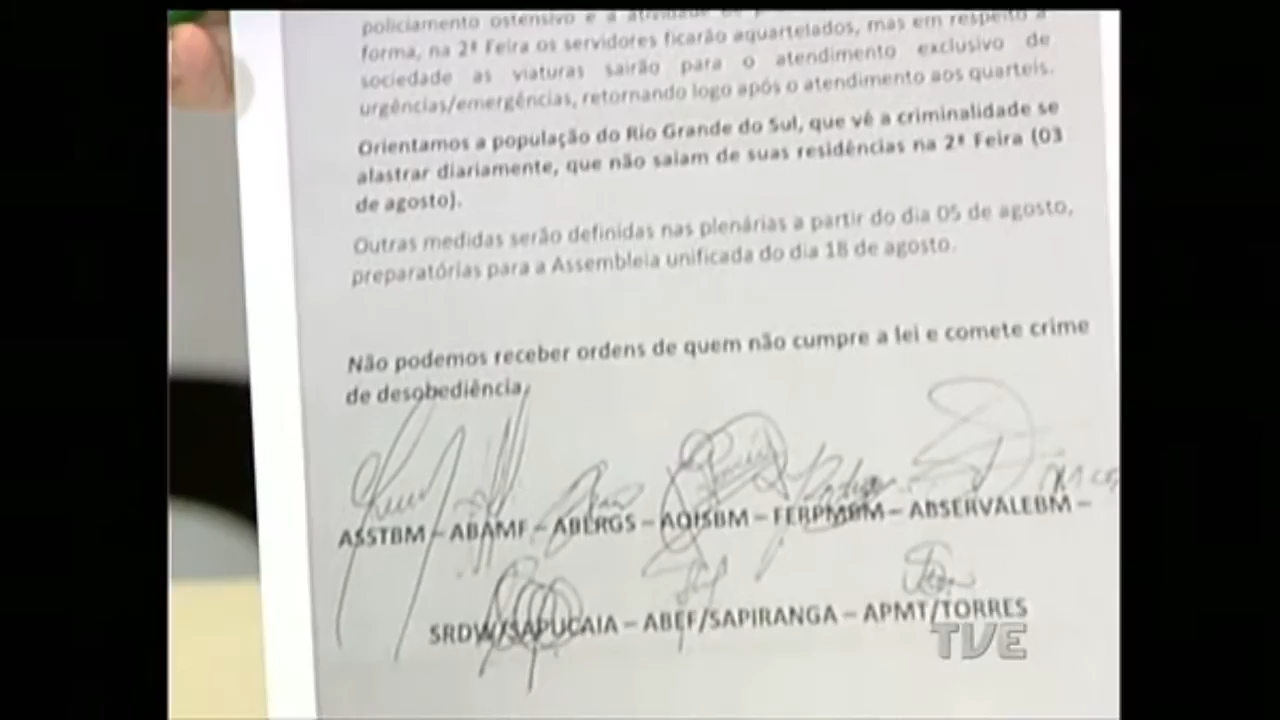 policiamento ostensivo e a atividade de
forma, na 2ª Feira os servidores ficarão aquartelados, mas em respeito a
sociedade as viaturas sairão para o atendimento exclusivo de
urgências/emergências, retornando logo após o atendimento aos quarteis.
Orientamos a população do Rio Grande do Sul, que vê a criminalidade se
alastrar diariamente, que não saiam de suas residências na 2ª Feira (03
de agosto).
Outras medidas serão definidas nas plenárias a partir do dia 05 de agosto,
preparatórias para a Assembleia unificada do dia 18 de agosto.
Não podemos receber ordens de quem não cumpre a lei e comete crime
de desobediência,
ASSTBM – ABAMF – ABERGS – AOISBM – FERPMBM – ABSERVALEBM –
SRDW/SAPUCAIA – ABEF/SAPIRANGA – APMT/TORRES
TVE